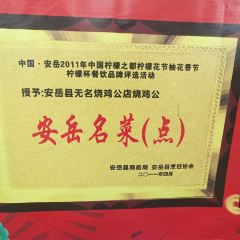 中国·安岳2011年中国柠檬之都柠檬花节柚花香节
柠檬杯餐饮品牌评选活动
授予:安岳县无名烧鸡公店烧鸡公
安岳名菜(点)
安岳县商务局 安岳县烹饪协会
二〇一一年四月